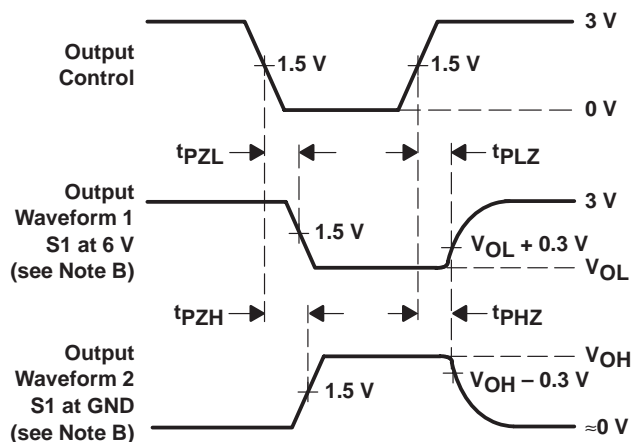 3 V
Output
Control
1.5 V
1.5 V
0 V
tPZL
tPLZ
Output
Waveform 1
S1 at 6 V
(see Note B)
3 V
1.5 V
VOL + 0.3 V
VOL
tPZH
tPHZ
Output
Waveform 2
S1 at GND
(see Note B)
VOH
1.5 V
VOH − 0.3 V
≈0 V